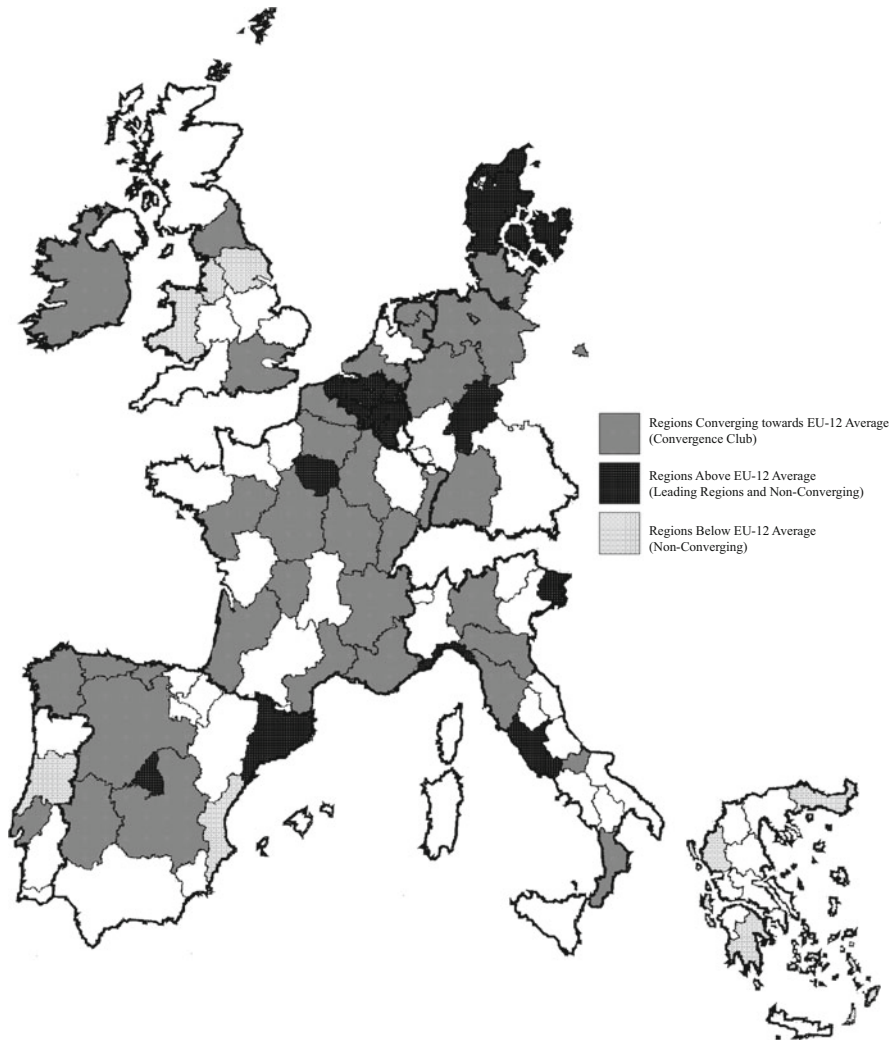 Regions Converging towards EU-12 Average
(Convergence Club)
Regions Above EU-12 Average
(Leading Regions and Non-Converging)
Regions Below EU-12 Average
(Non-Converging)